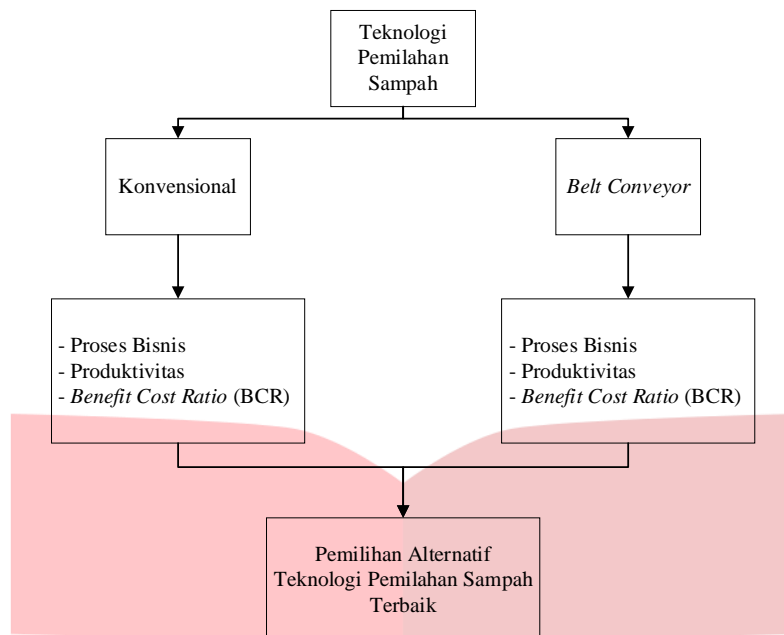 Teknologi
Pemilahan
Sampah
Konvensional
Belt Conveyor
- Proses Bisnis
- Produktivitas
- Benefit Cost Ratio (BCR)
- Proses Bisnis
- Produktivitas
- Benefit Cost Ratio (BCR)
Pemilihan Alternatif
Teknologi Pemilahan Sampah
Terbaik